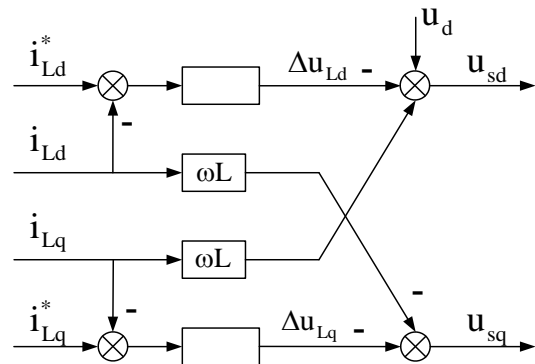 u_d
i*_Ld
Δu_Ld -
u_sd
-
i_Ld
ωL
i_Lq
ωL
-
-
i*_Lq
Δu_Lq -
u_sq